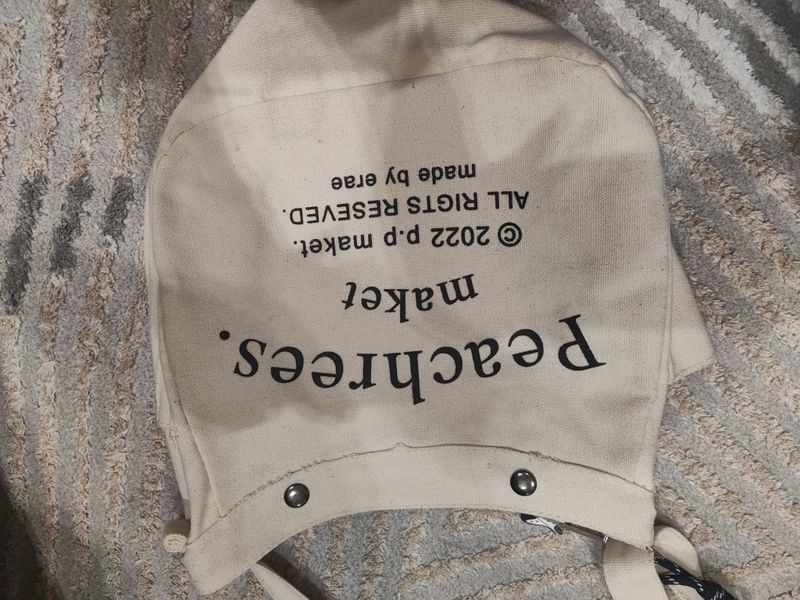 Peachrees.
maket
© 2022 p.p maket.
ALL RIGTS RESEVED.
made by erae